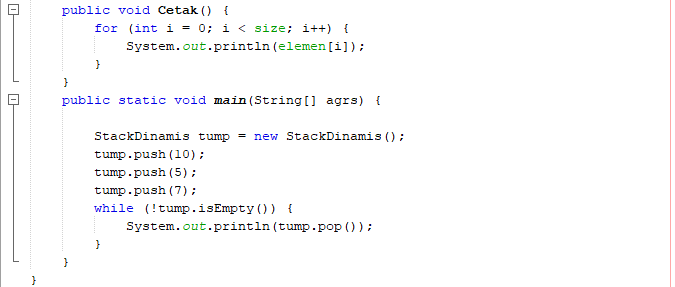 public void Cetak() {
for (int i = 0; i < size; i++) {
System.out.println(elemen[i]);
}
}
public static void main(String[] agrs) {
StackDinamis tump = new StackDinamis();
tump.push(10);
tump.push(5);
tump.push(7);
while (!tump.isEmpty()) {
System.out.println(tump.pop());
}
}
}